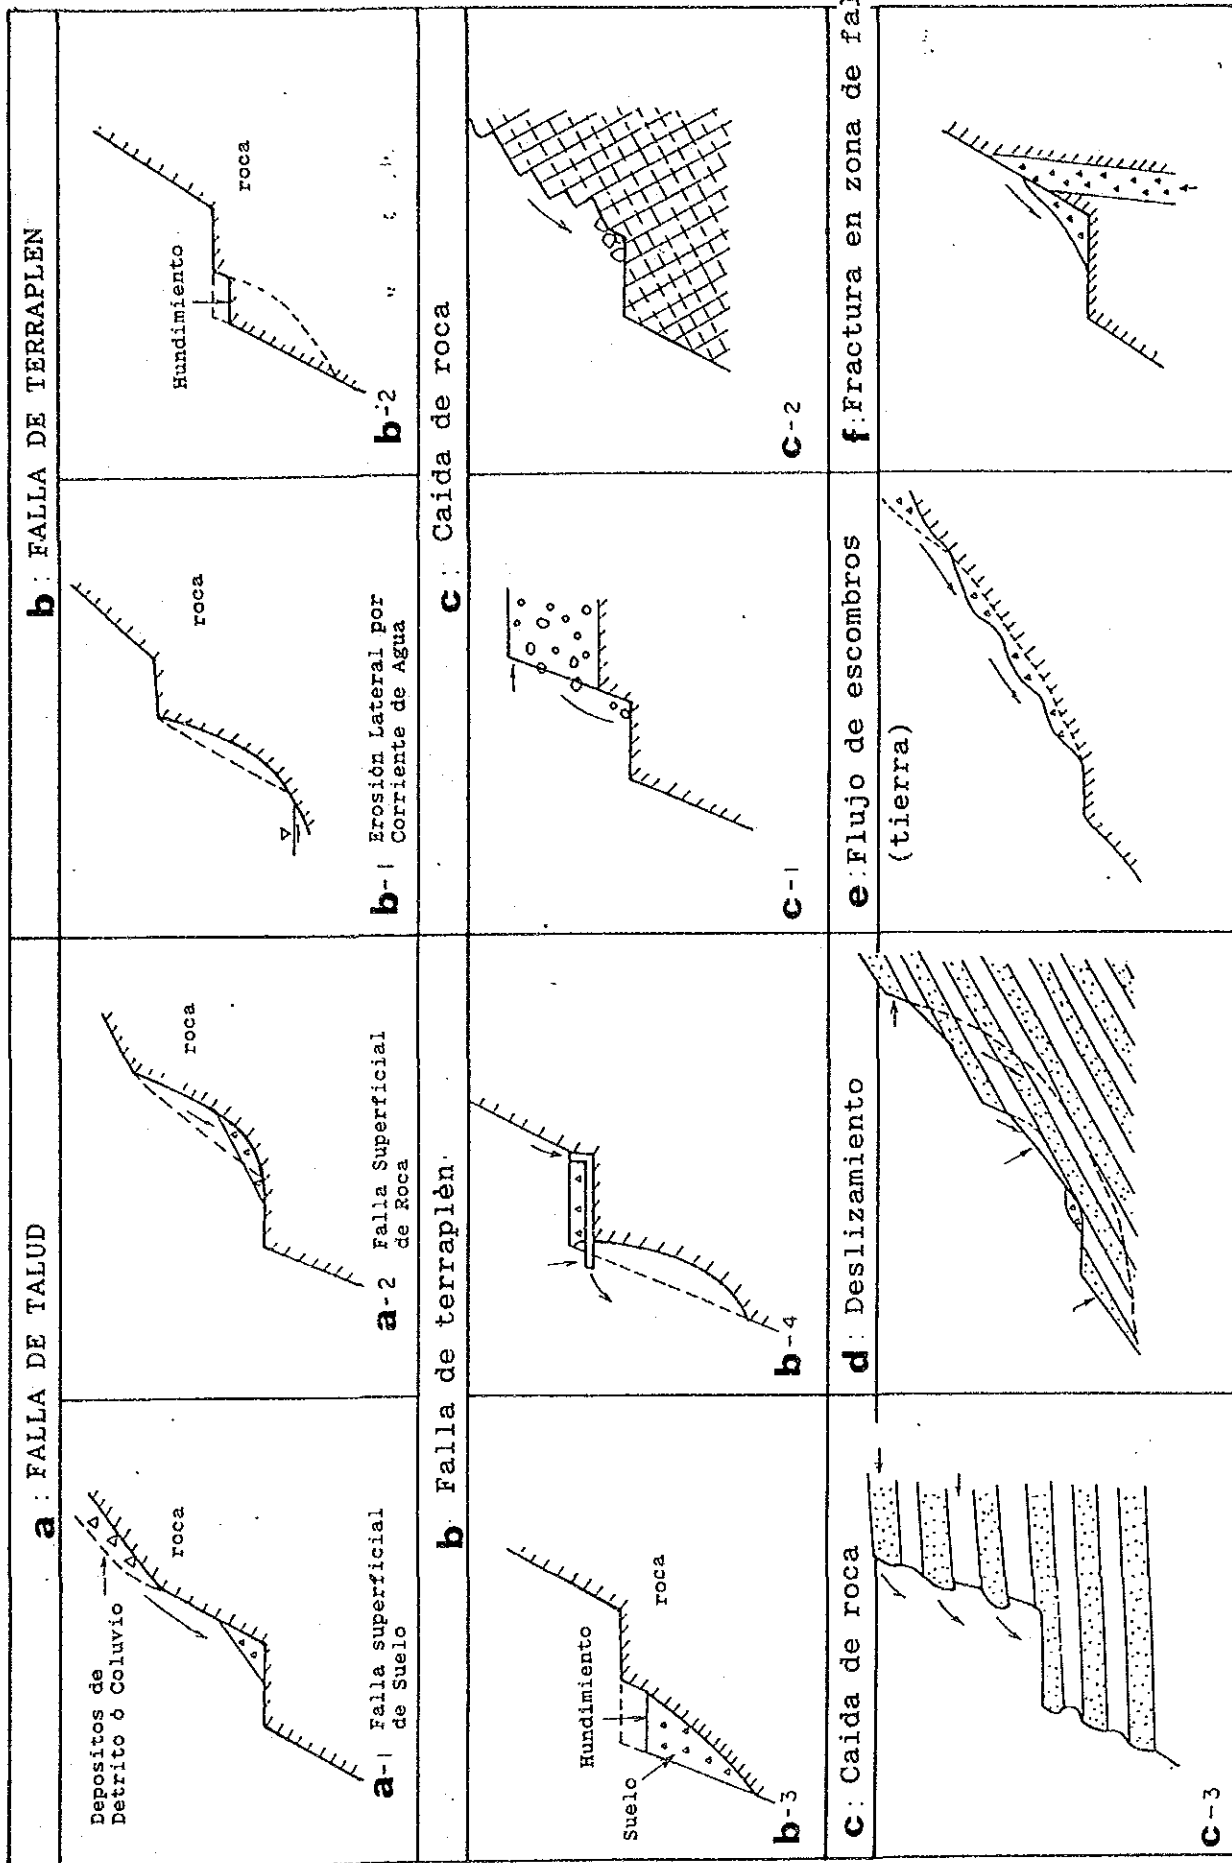 a: FALLA DE TALUD
b: FALLA DE TERRAPLEN
Depositos de
Detrito ó Coluvio
roca
a-1 Falla superficial
de Suelo
roca
a-2 Falla Superficial
de Roca
roca
b-1 Erosión Lateral por
Corriente de Agua
Hundimiento
roca
b-2
b Falla de terraplèn
c: Caida de roca
Hundimiento
Suelo
roca
b-3
b-4
c-1
c-2
c: Caida de roca
d: Deslizamiento
e: Flujo de escombros
(tierra)
f: Fractura en zona de fal
c-3